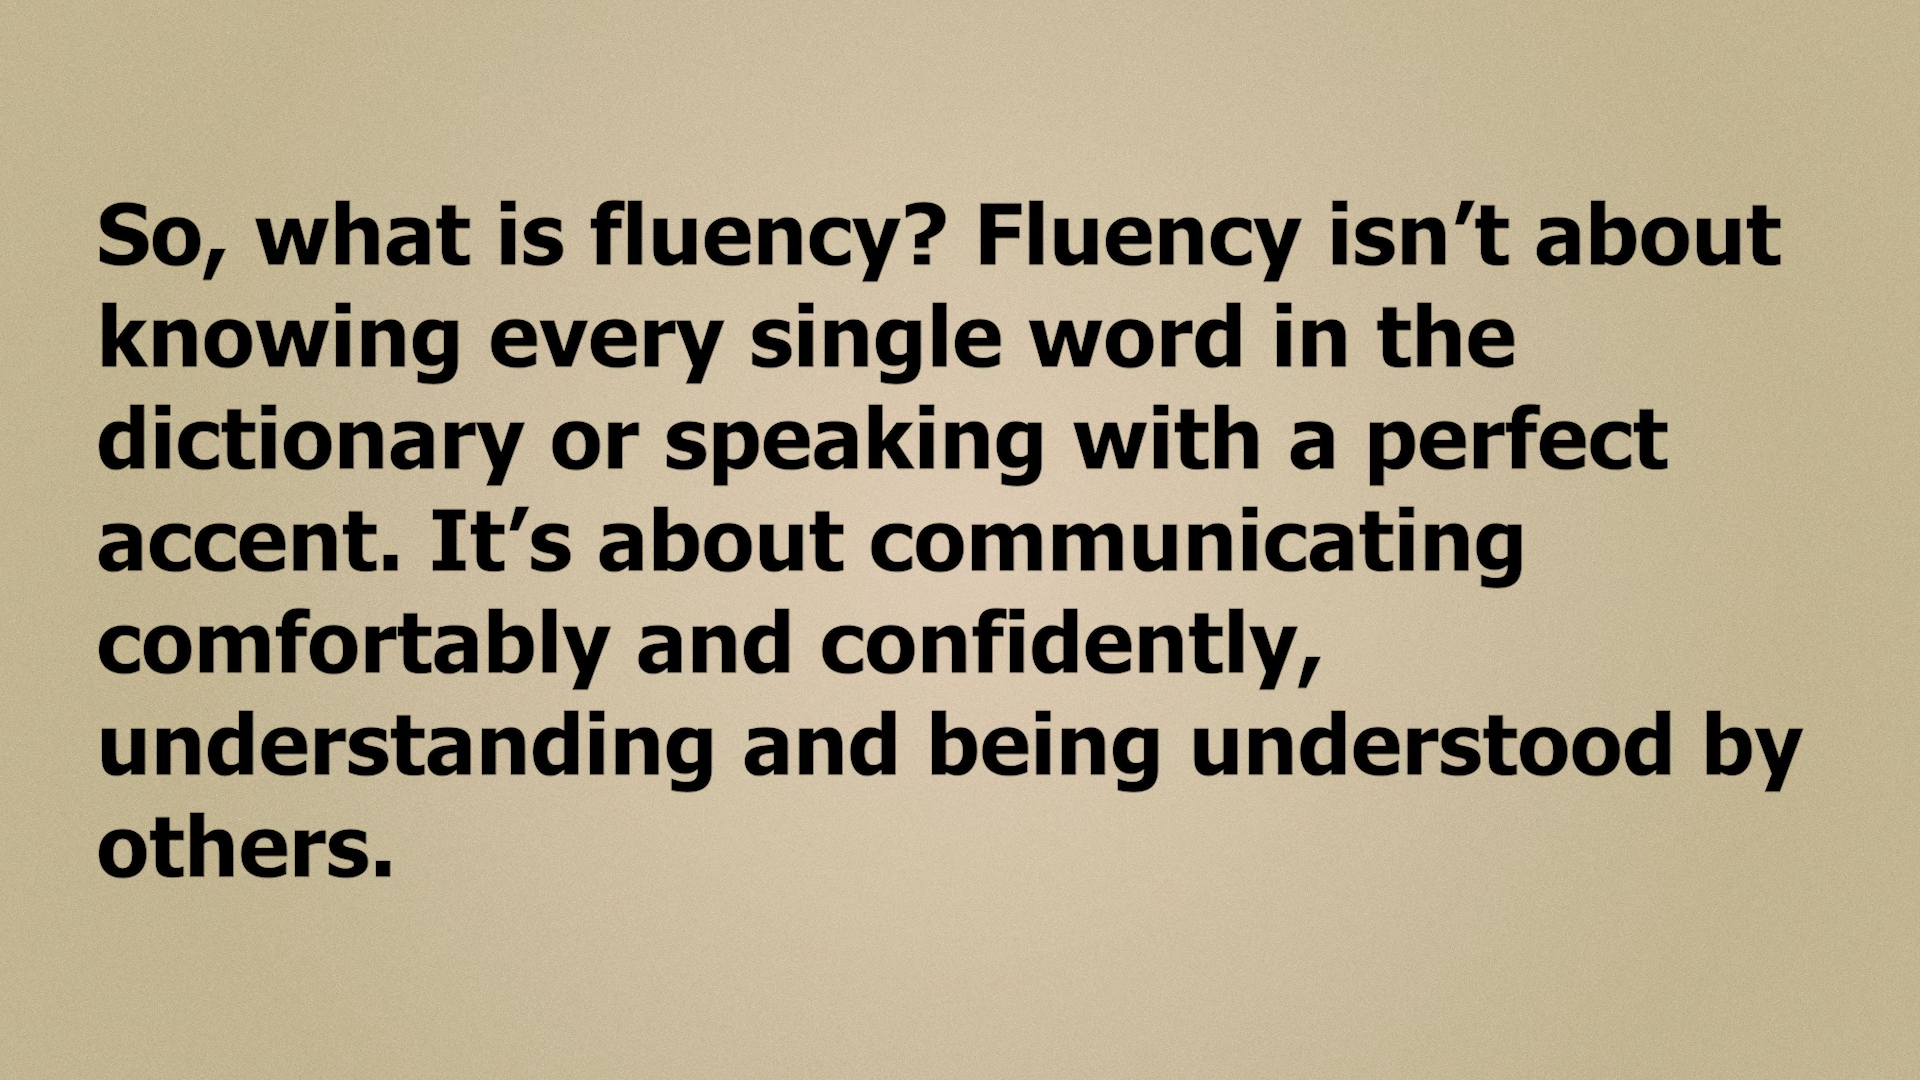 So, what is fluency? Fluency isn’t about
knowing every single word in the
dictionary or speaking with a perfect
accent. It’s about communicating
comfortably and confidently,
understanding and being understood by
others.